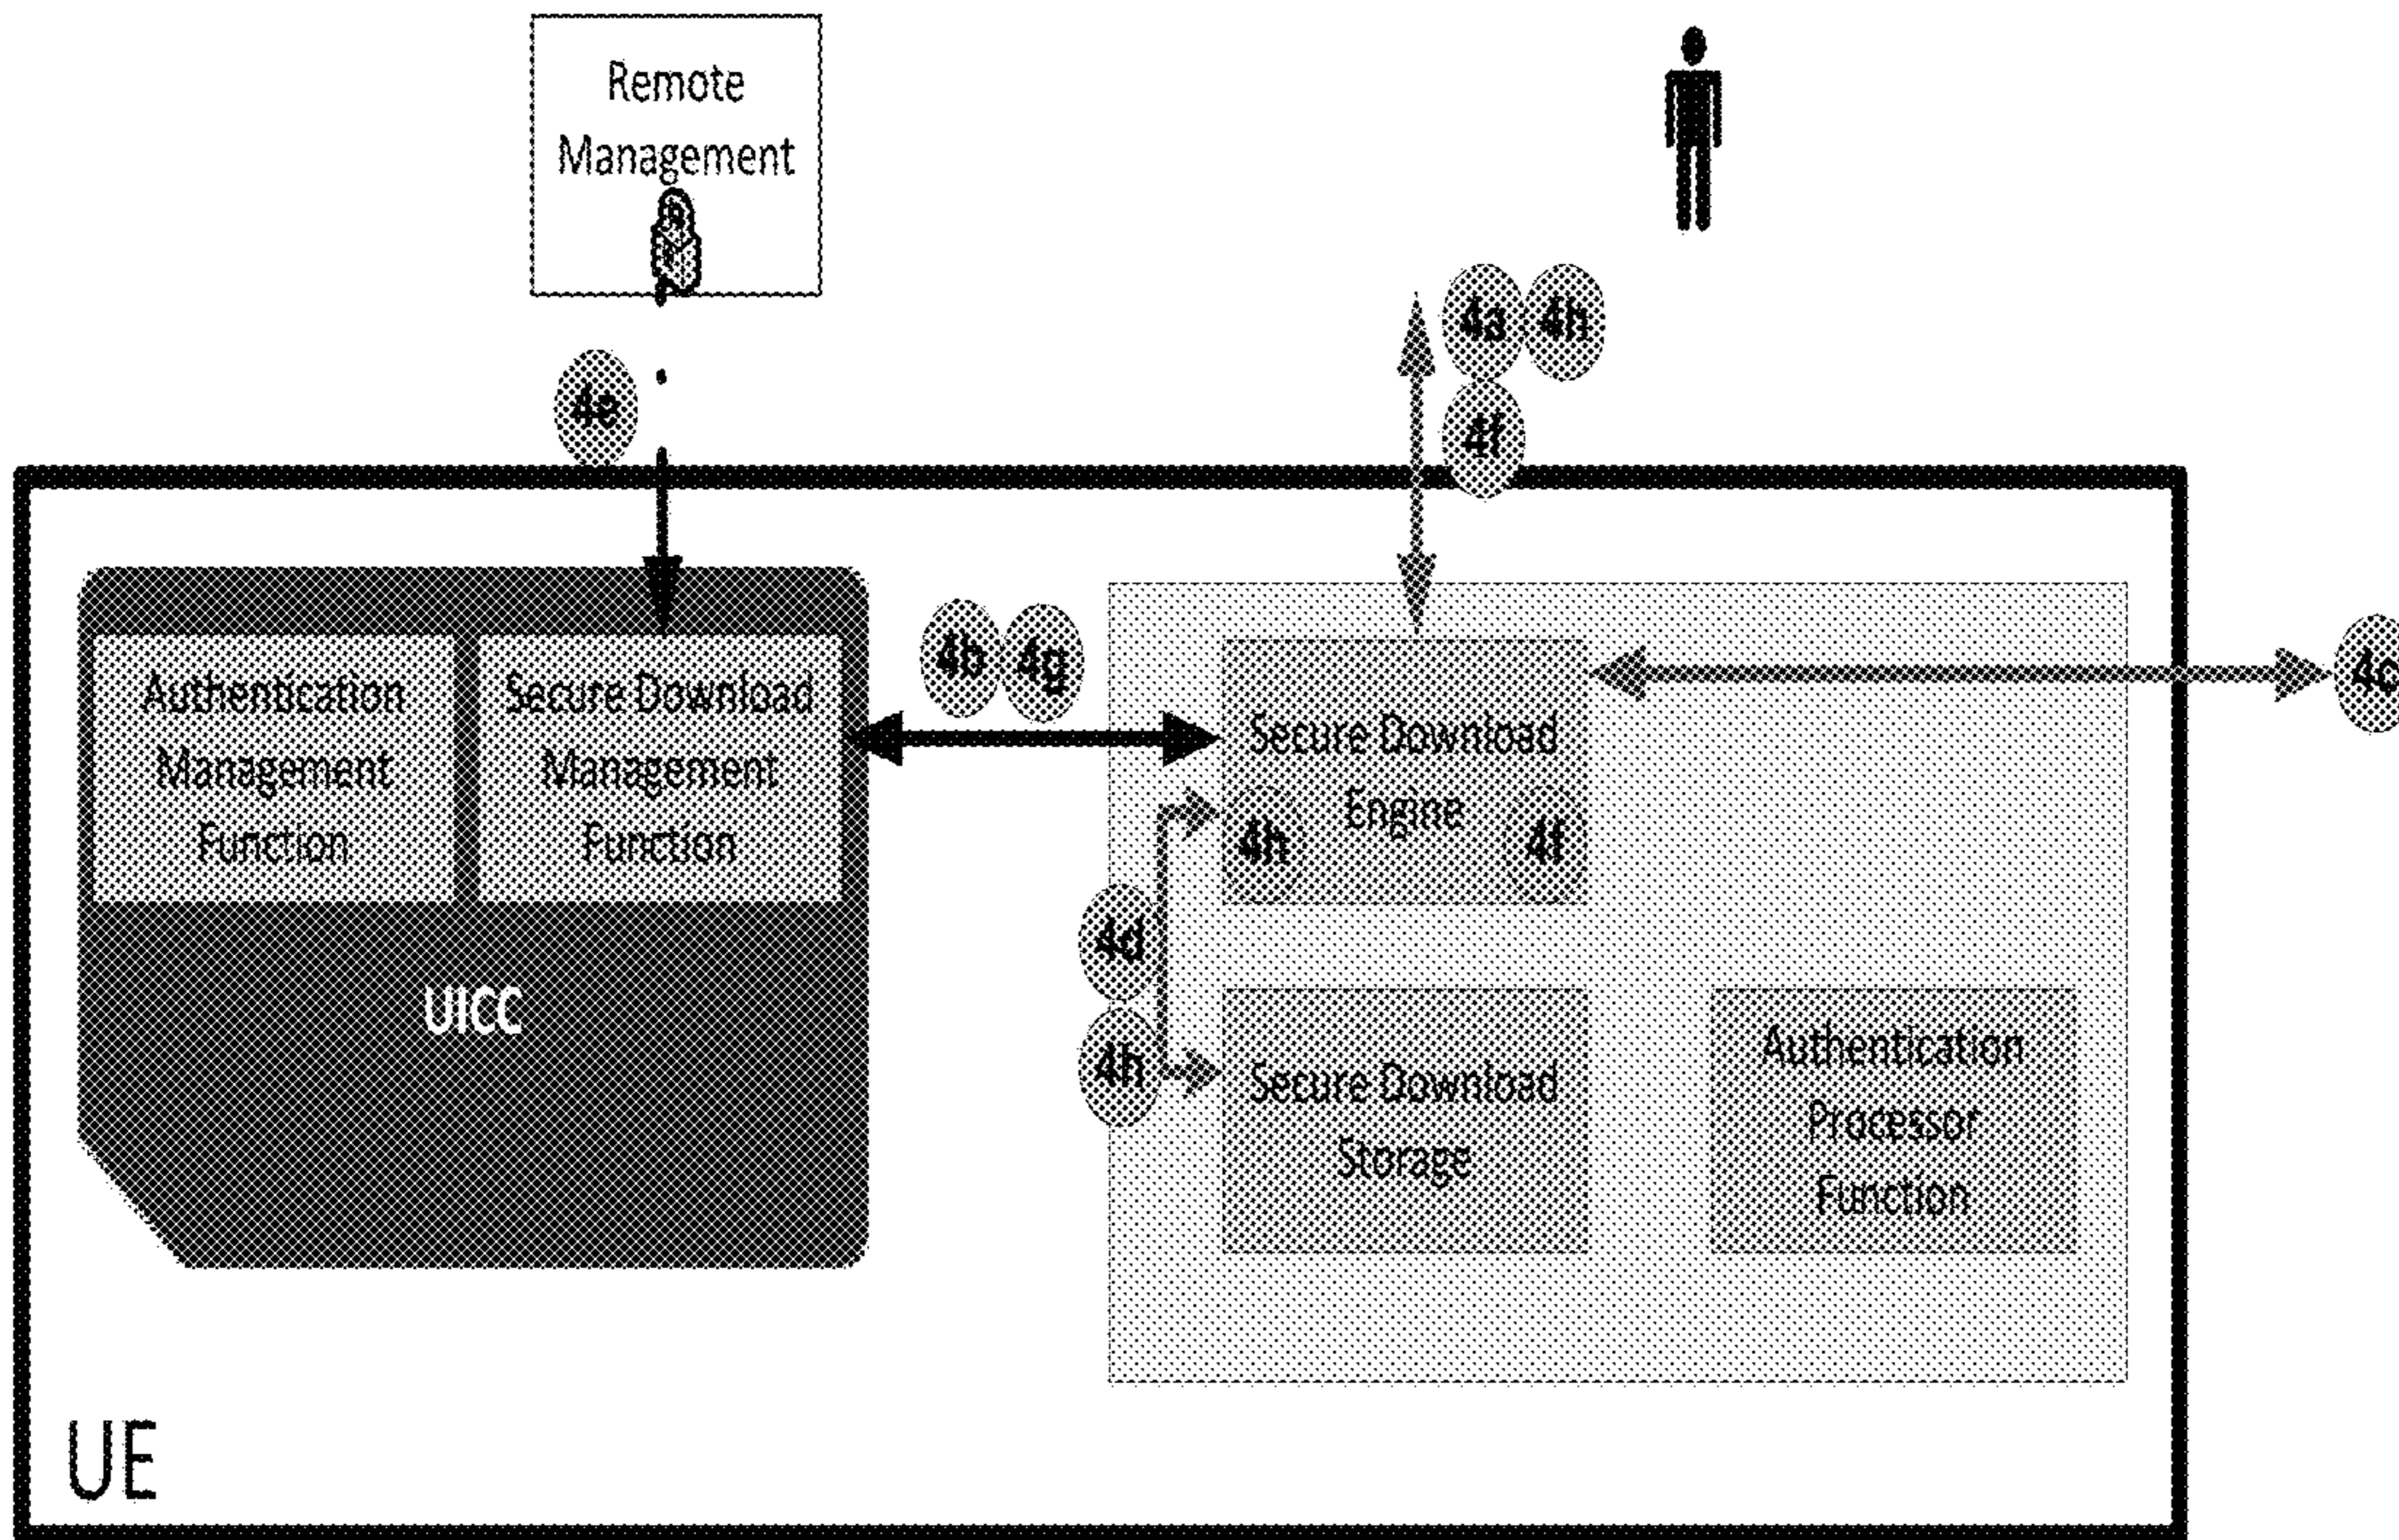 Remote
Management
4a 4h
4e
4f
Authentication
Management
Function
Secure Download
Management
Function
4b 4g
4c
Secure Download
Engine
4h 4f
4d
UICC
4h
Secure Download
Storage
Authentication
Processor
Function
UE